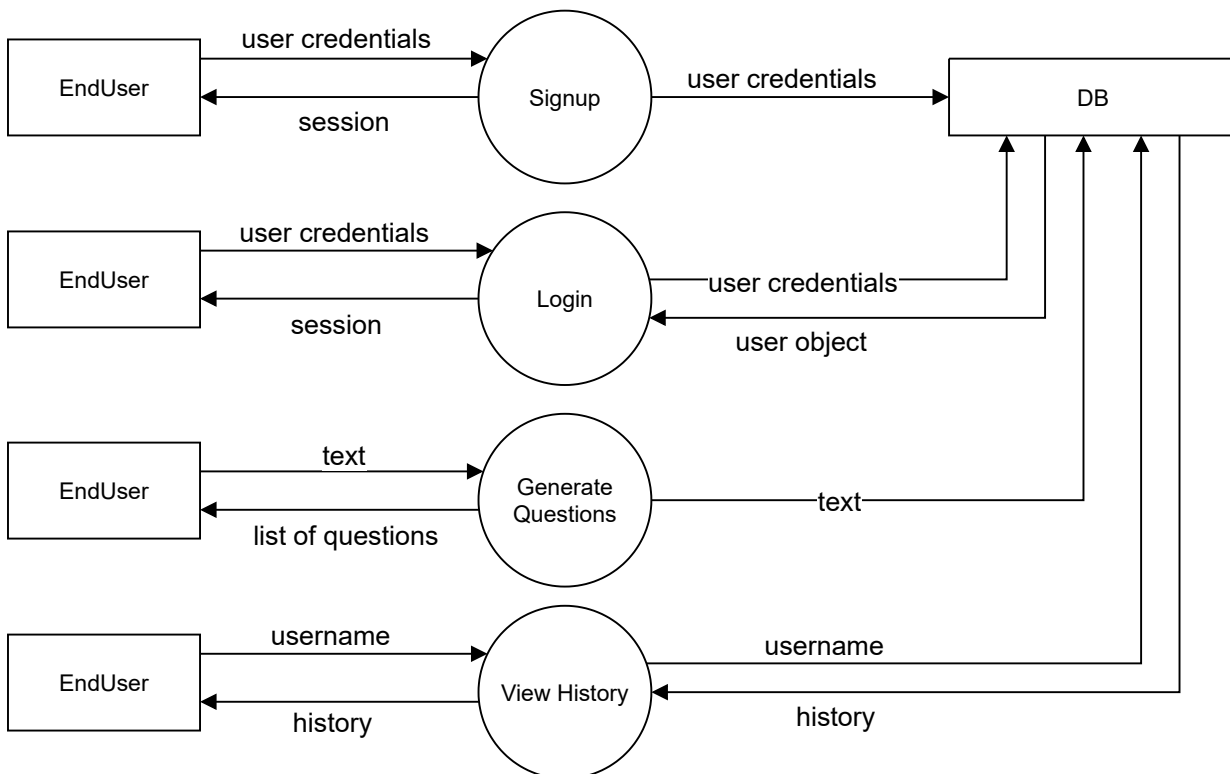 user credentials
EndUser
session
Signup
user credentials
DB
user credentials
EndUser
session
Login
user credentials
user object
text
EndUser
list of questions
Generate
Questions
text
username
EndUser
history
View History
username
history